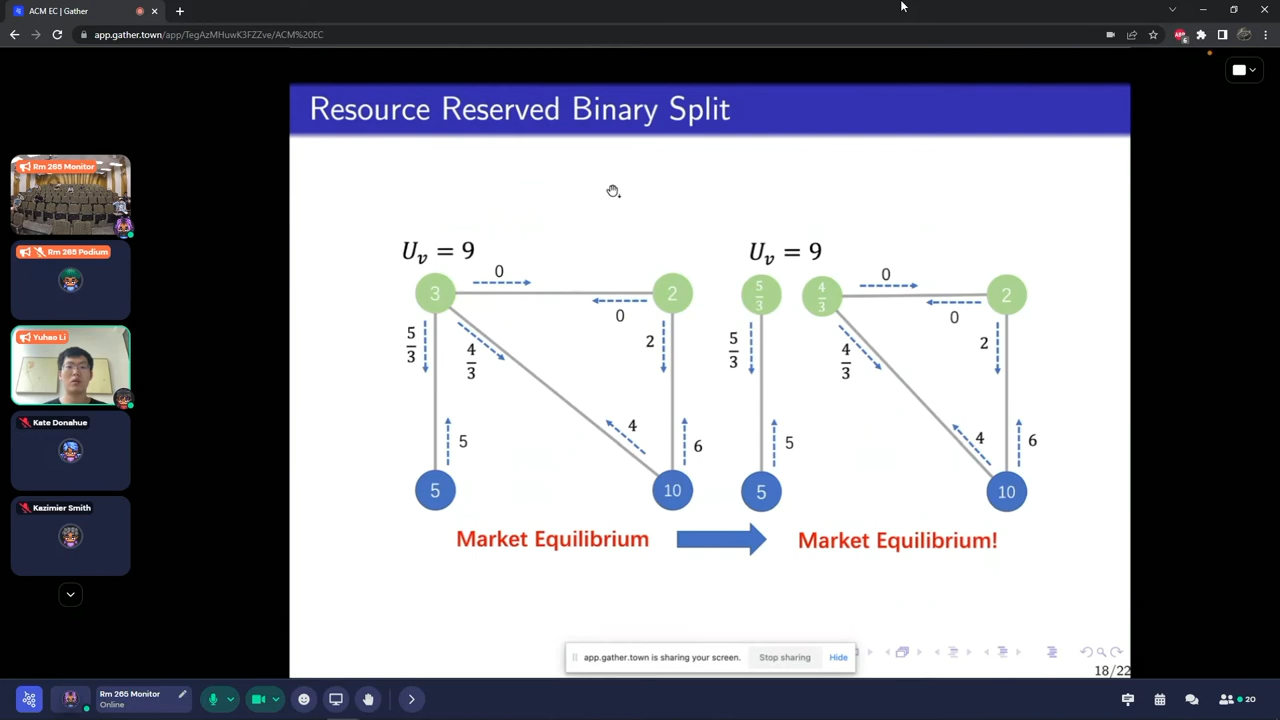 ACM EC | Gather
app.gather.town/app/TegAzMHuwK3FZZve/ACM%20EC
Resource Reserved Binary Split
Rm 265 Monitor
Rm 265 Podium
Yuhao Li
Kate Donahue
Kazimier Smith
U_v = 9
0
3
2
0
5/3
4/3
2
5
4
6
5
10
Market Equilibrium
U_v = 9
0
5/3
4/3
2
0
5/3
4/3
2
5
4
6
5
10
Market Equilibrium!
app.gather.town is sharing your screen.
Stop sharing
Hide
18/22
Rm 265 Monitor
Online
20